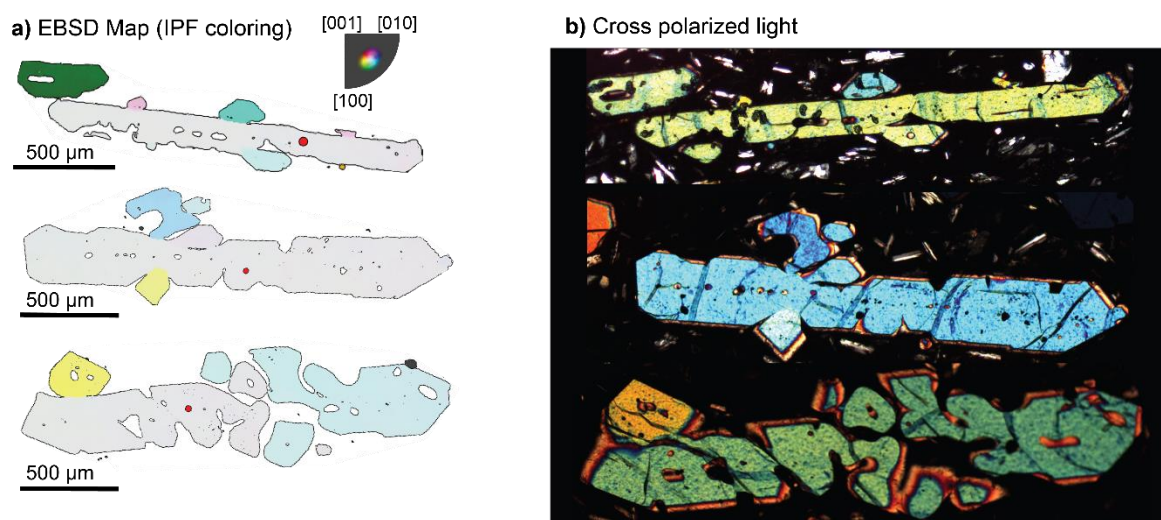 a) EBSD Map (IPF coloring)
[001] [010]
[100]
500 µm
500 µm
500 µm
b) Cross polarized light